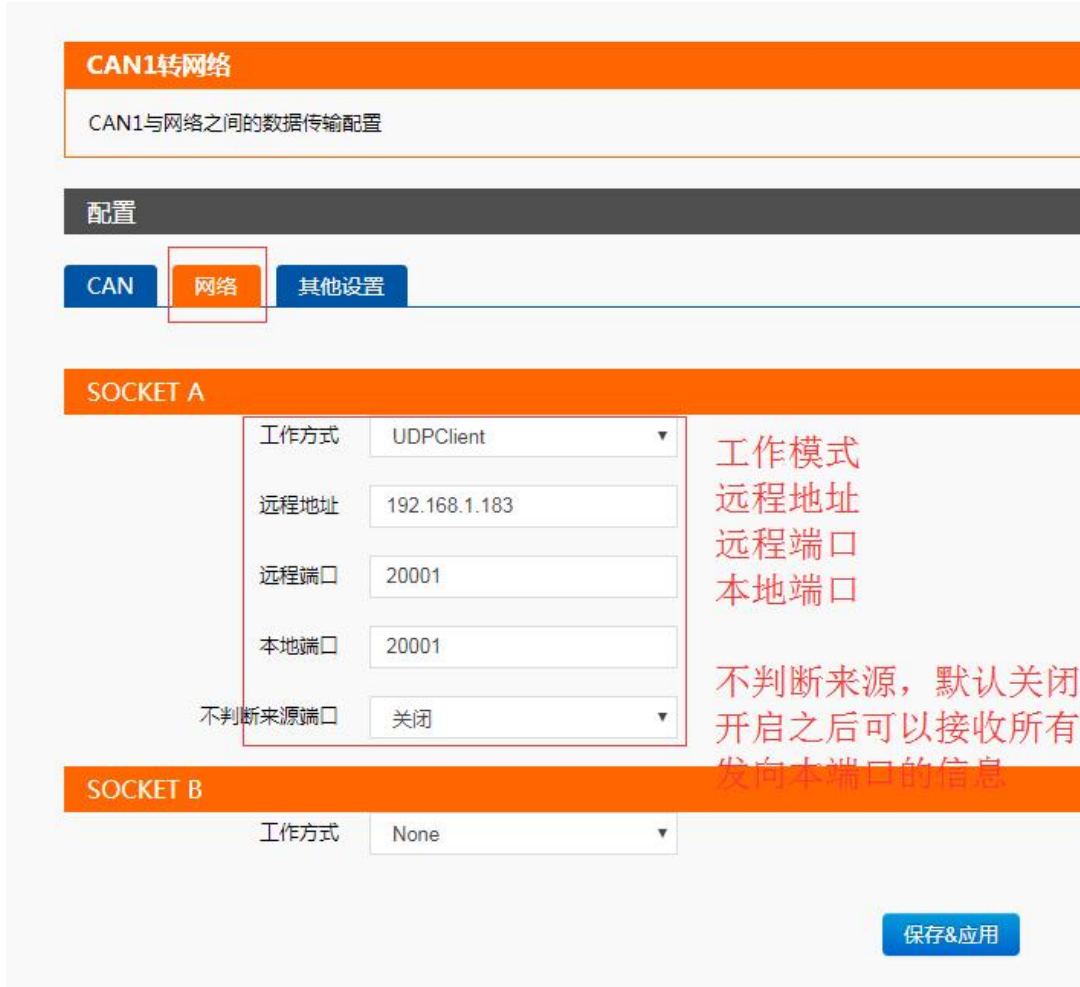 CAN1转网络
CAN1与网络之间的数据传输配置
配置
CAN 网络 其他设置
SOCKET A
工作方式 UDPClient
远程地址 192.168.1.183
远程端口 20001
本地端口 20001
不判断来源端口 关闭
工作模式
远程地址
远程端口
本地端口
不判断来源，默认关闭
开启之后可以接收所有
发向本端口的信息
SOCKET B
工作方式 None
保存&应用